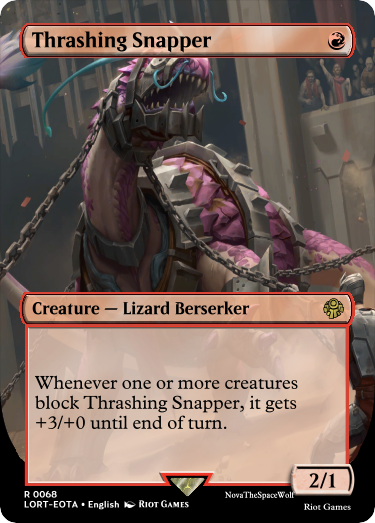 Thrashing Snapper
Creature — Lizard Berserker
Whenever one or more creatures
block Thrashing Snapper, it gets
+3/+0 until end of turn.
2/1
R 0068
LORT-EOTA • English Riot Games
NovaTheSpaceWolf
Riot Games